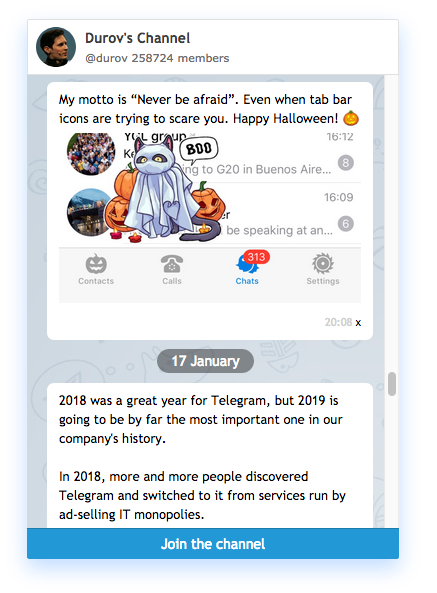 Durov's Channel
@durov 258724 members
My motto is “Never be afraid”. Even when tab bar
icons are trying to scare you. Happy Halloween! 🎃
YCL group
16:12
BOO
Ke
ing to G20 in Buenos Aire...
8
16:09
er
be speaking at an...
6
313
Contacts
Calls
Chats
Settings
20:08 x
17 January
2018 was a great year for Telegram, but 2019 is
going to be by far the most important one in our
company's history.
In 2018, more and more people discovered
Telegram and switched to it from services run by
ad-selling IT monopolies.
Join the channel